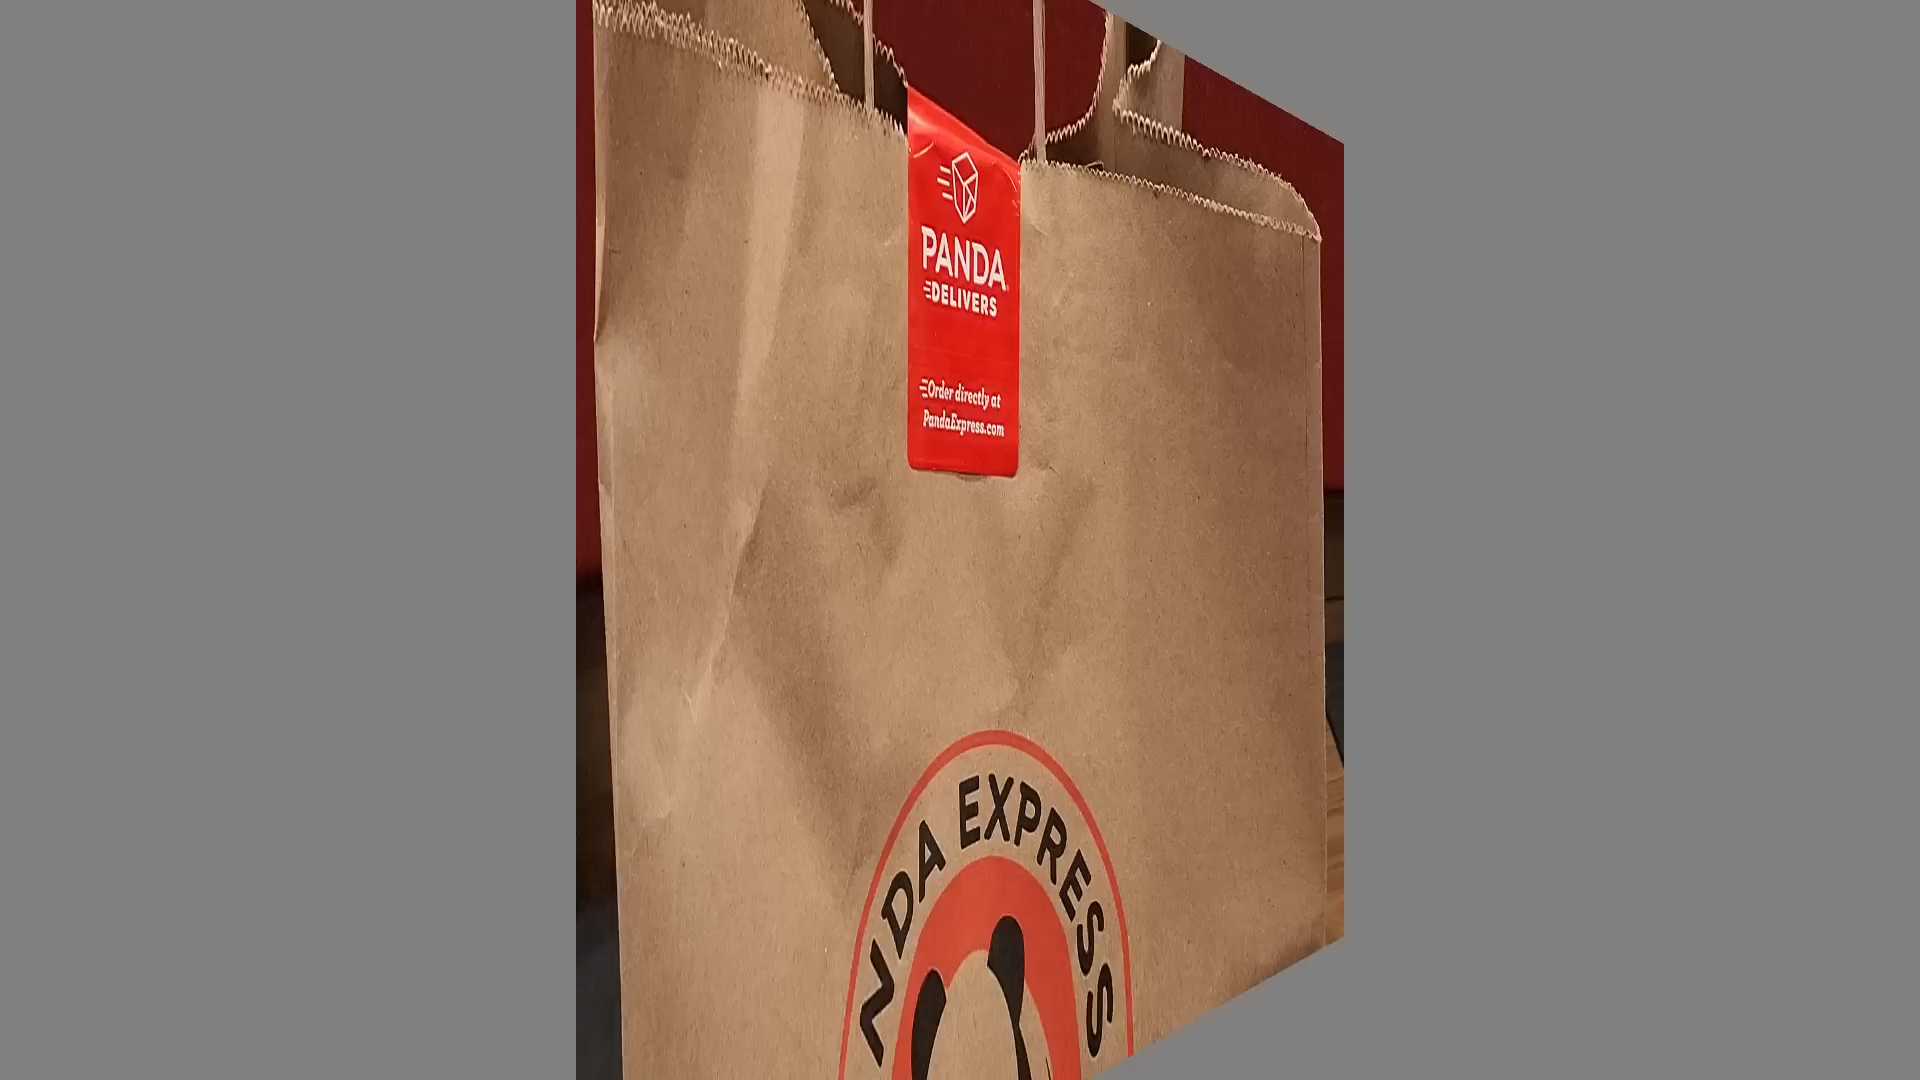 PANDA
DELIVERS
Order directly at
PandaExpress.com
NDA EXPRESS